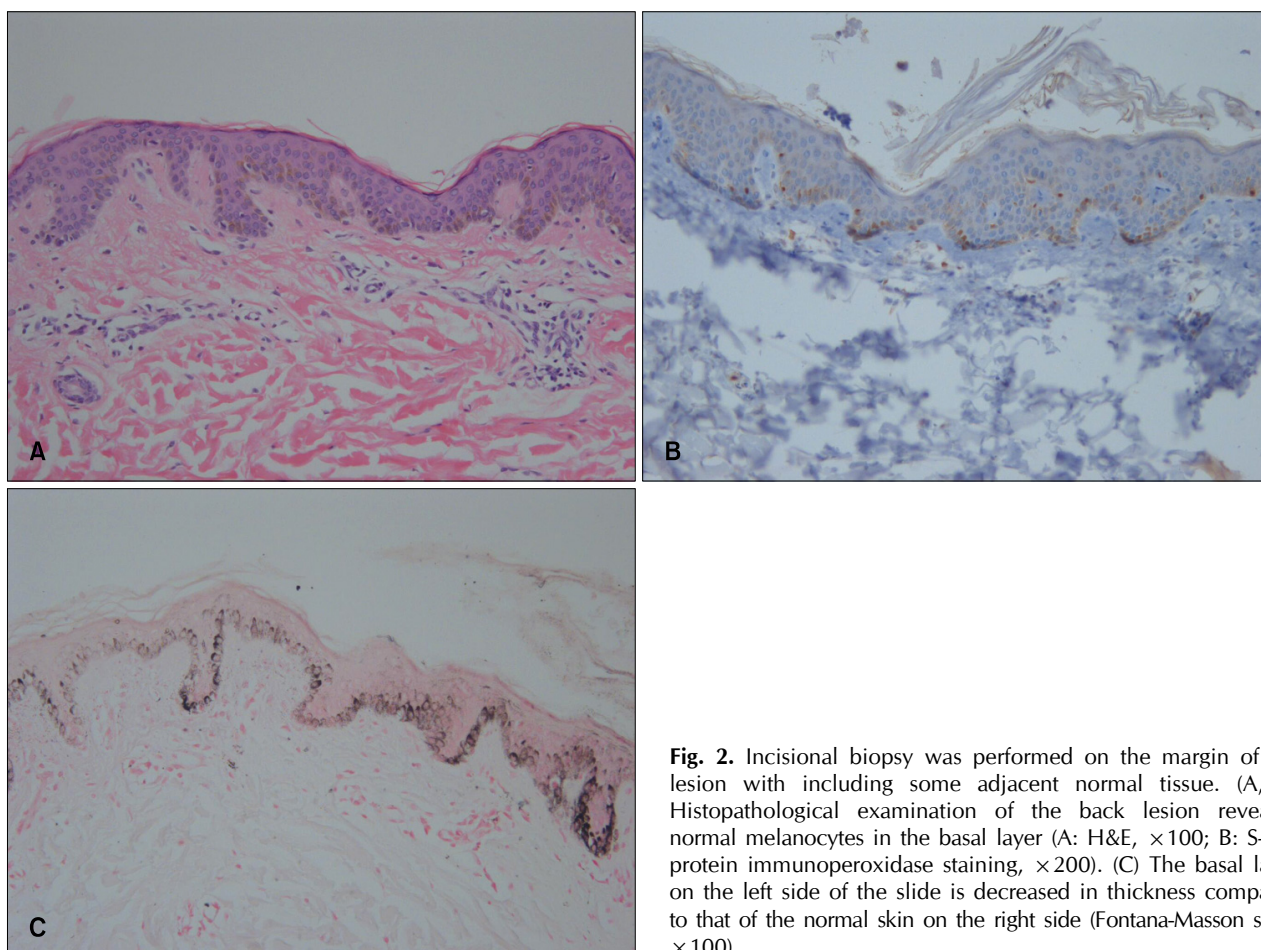 A
B
C
Fig. 2. Incisional biopsy was performed on the margin of
lesion with including some adjacent normal tissue. (A,
Histopathological examination of the back lesion revea
normal melanocytes in the basal layer (A: H&E, ×100; B: S-
protein immunoperoxidase staining, ×200). (C) The basal la
on the left side of the slide is decreased in thickness compa
to that of the normal skin on the right side (Fontana-Masson s
×100).